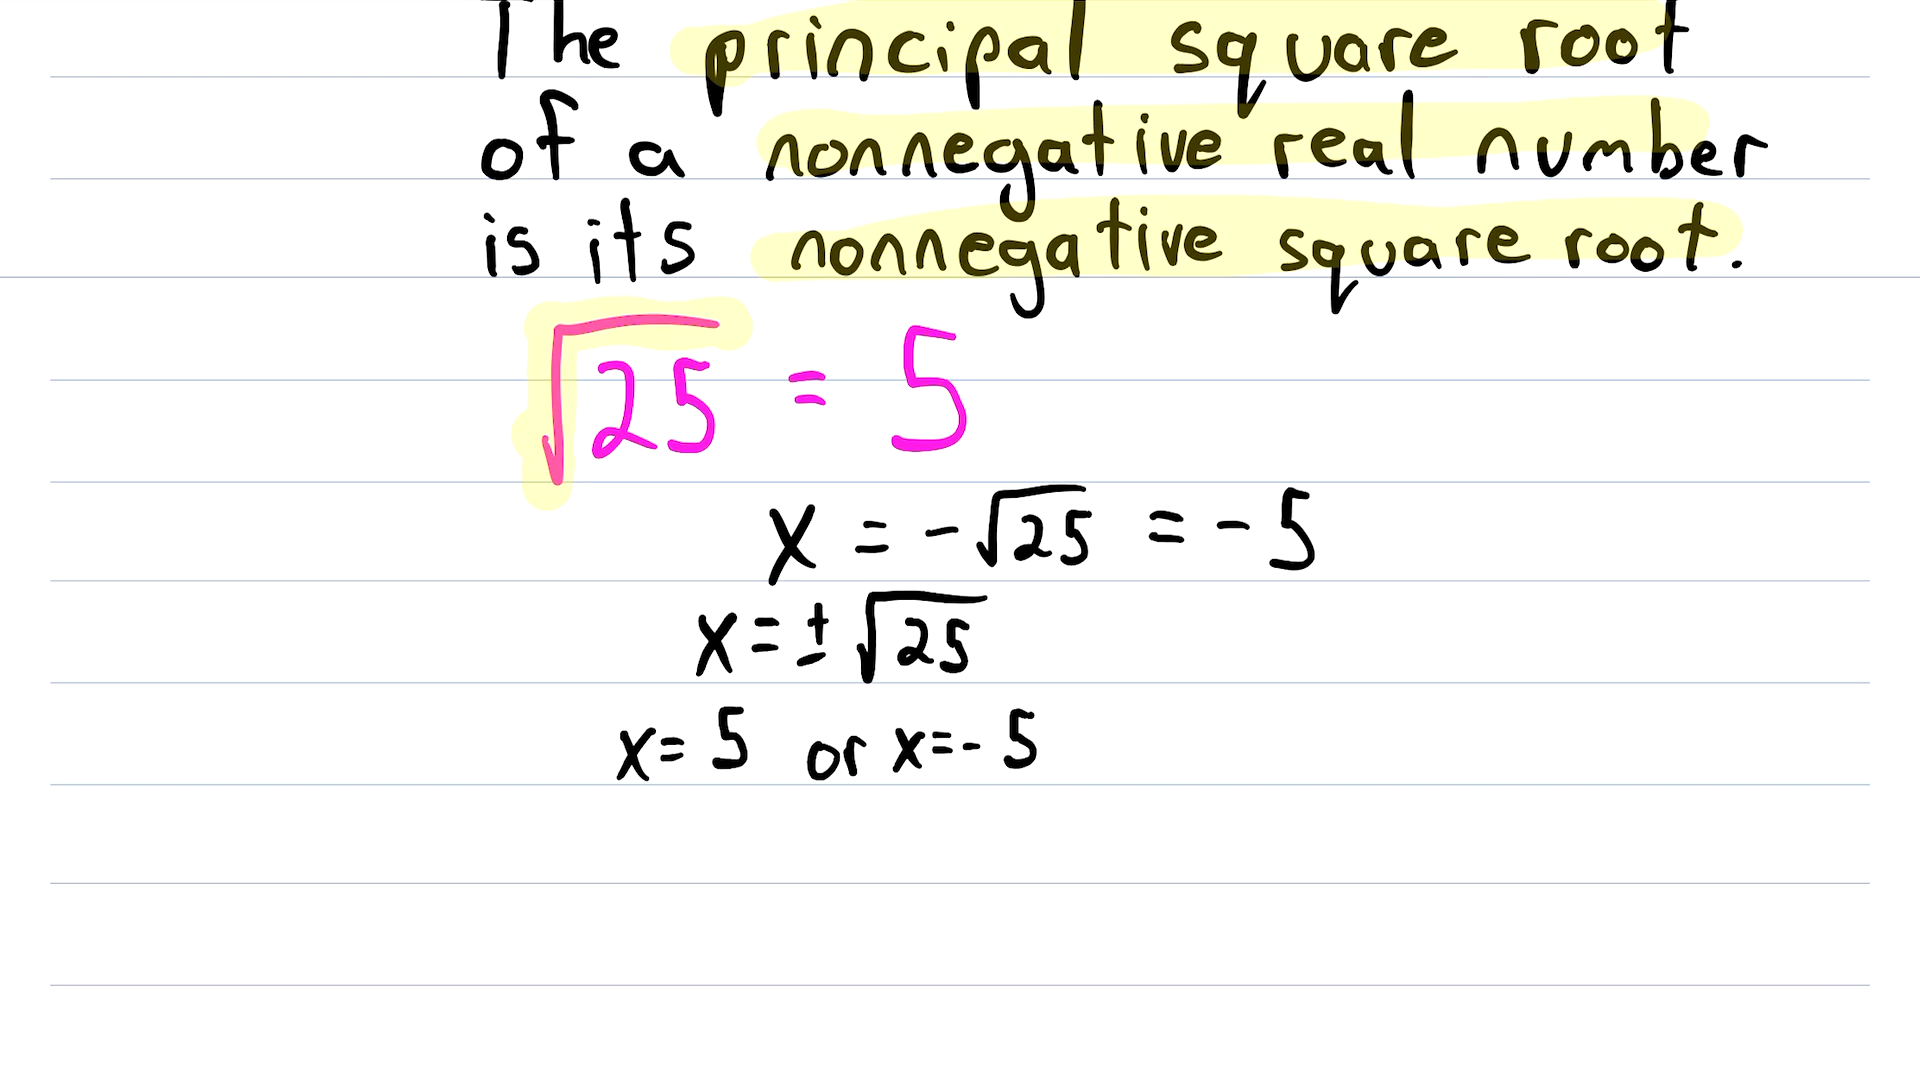 The principal square root
of a nonnegative real number
is its nonnegative square root.
√25 = 5
x = -√25 = -5
x = ± √25
x = 5 or x = -5